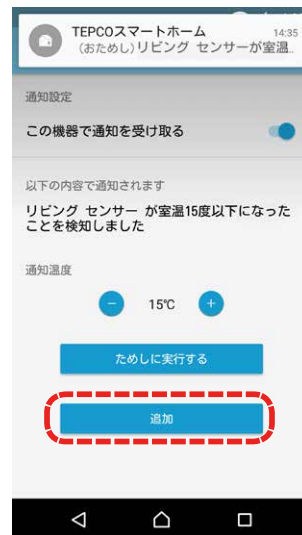 TEPCOスマートホーム 14:35
(おためし)リビング センサーが室温..
通知設定
この機器で通知を受け取る
以下の内容で通知されます
リビング センサー が室温15度以下になった
ことを検知しました
通知温度
− 15℃ +
ためしに実行する
追加